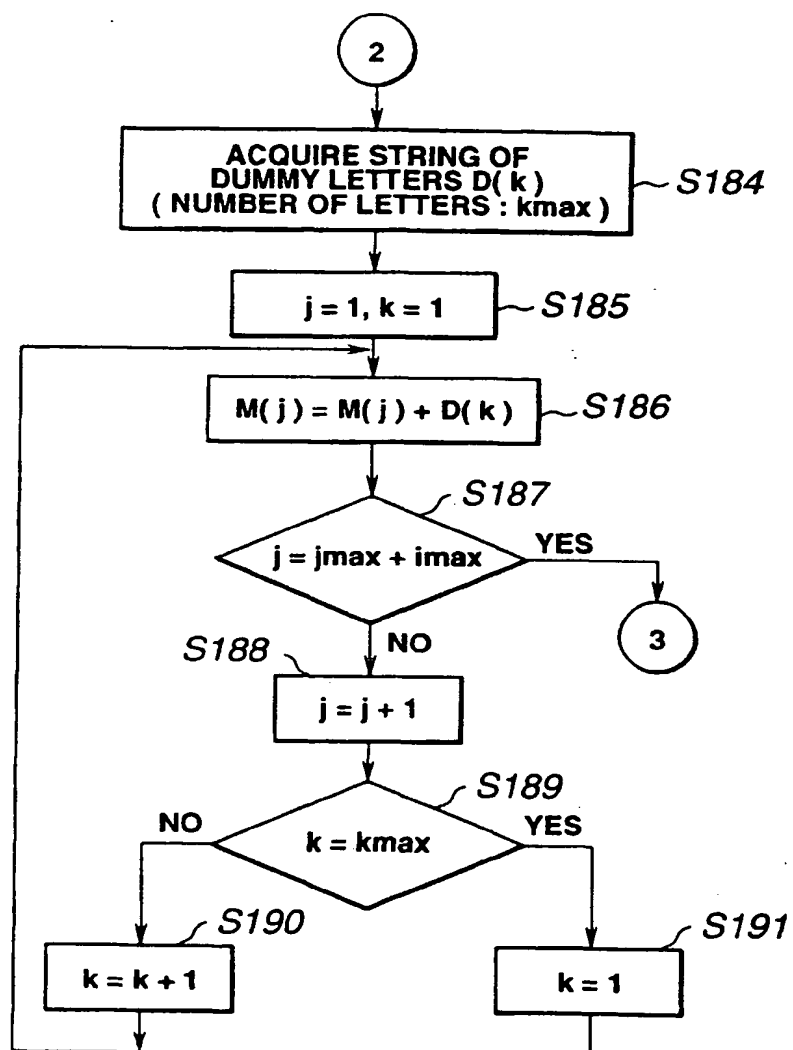 2
ACQUIRE STRING OF
DUMMY LETTERS D( k )
( NUMBER OF LETTERS : kmax )
S184
j = 1, k = 1
S185
M( j ) = M( j ) + D( k )
S186
S187
j = jmax + imax
YES
3
NO
S188
j = j + 1
S189
NO
k = kmax
YES
S190
k = k + 1
S191
k = 1